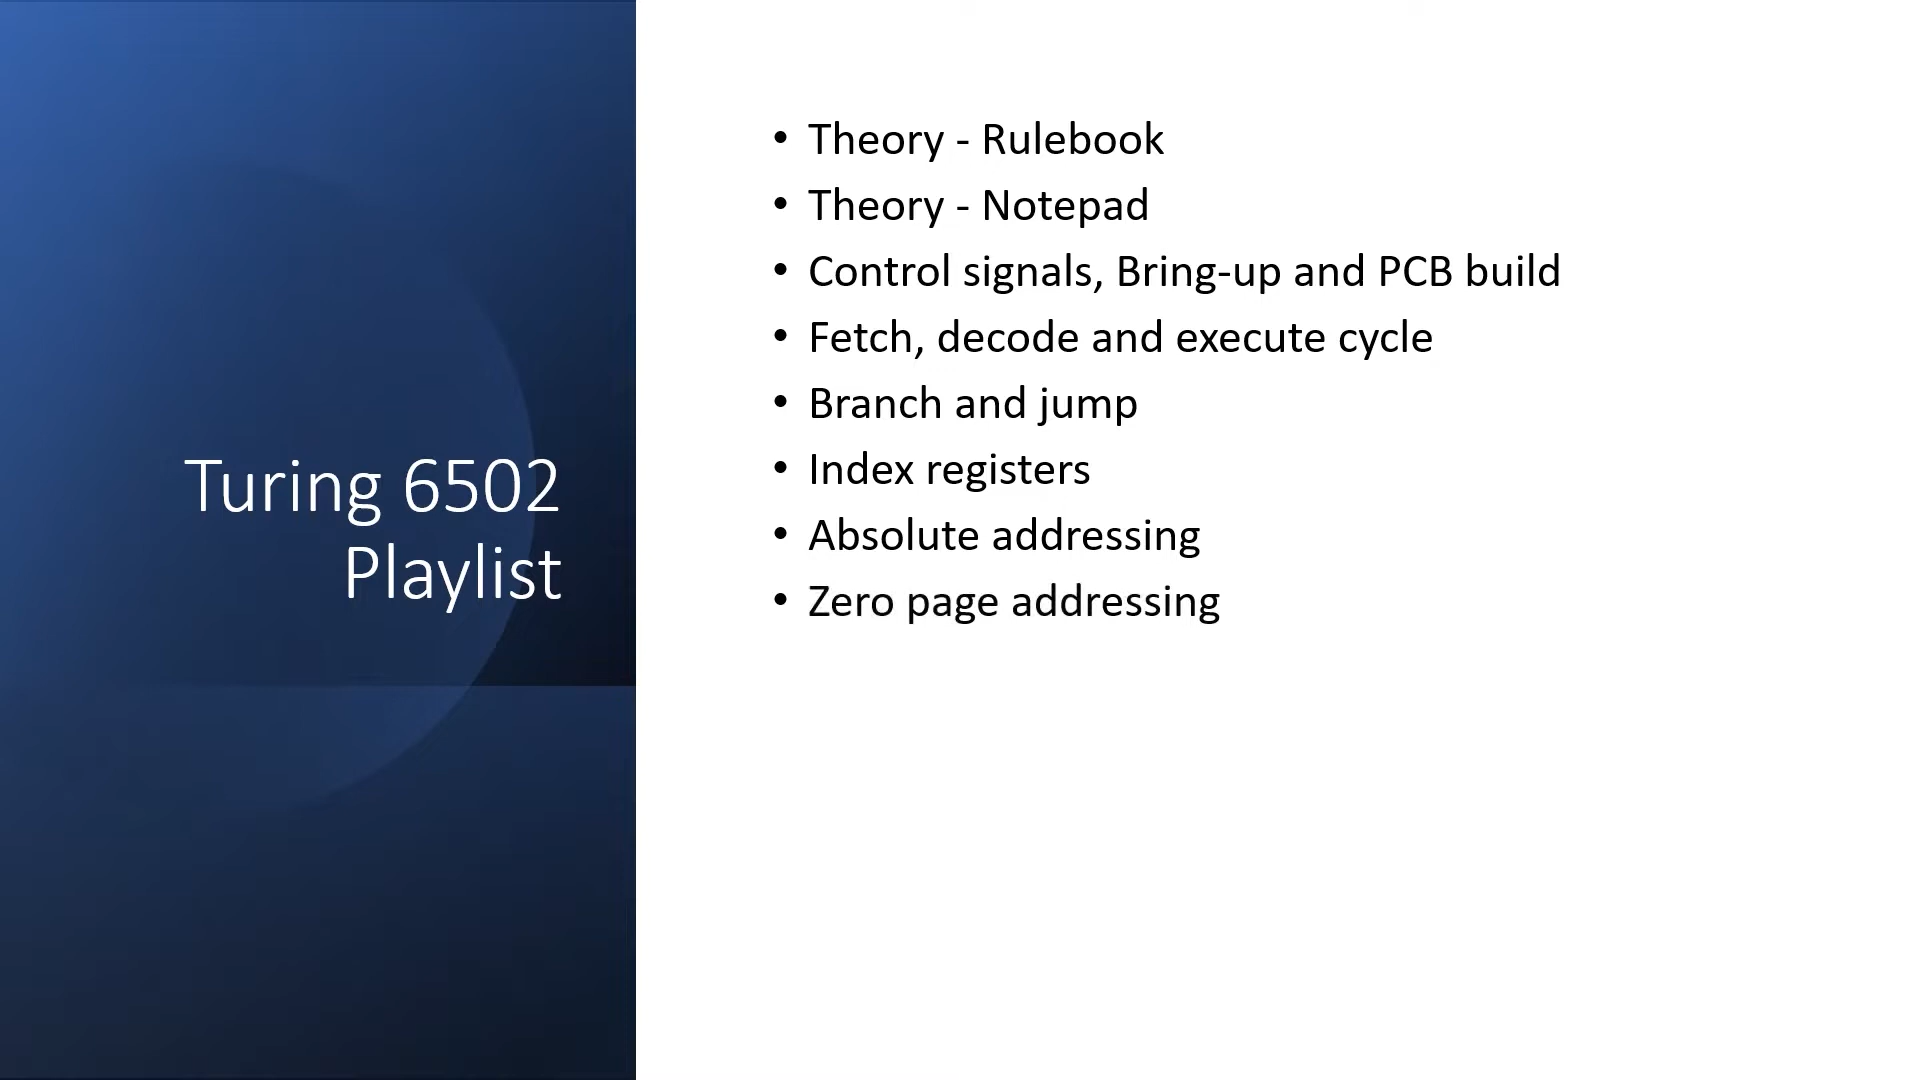 Turing 6502
Playlist
• Theory - Rulebook
• Theory - Notepad
• Control signals, Bring-up and PCB build
• Fetch, decode and execute cycle
• Branch and jump
• Index registers
• Absolute addressing
• Zero page addressing